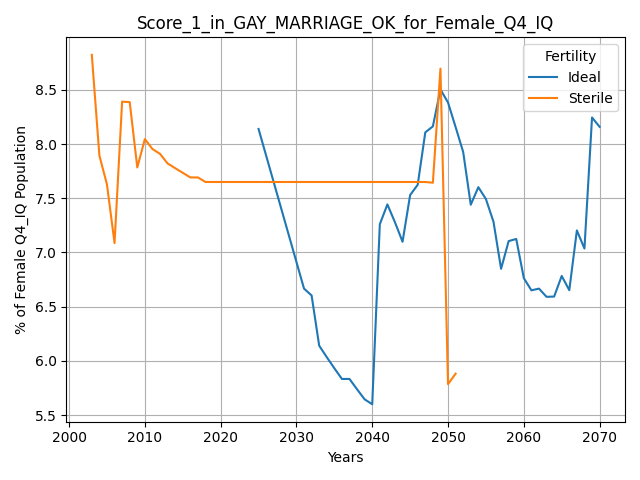 Score_1_in_GAY_MARRIAGE_OK_for_Female_Q4_IQ
Fertility
Ideal
Sterile
% of Female Q4_IQ Population
8.5
8.0
7.5
7.0
6.5
6.0
5.5
2000 2010 2020 2030 2040 2050 2060 2070
Years